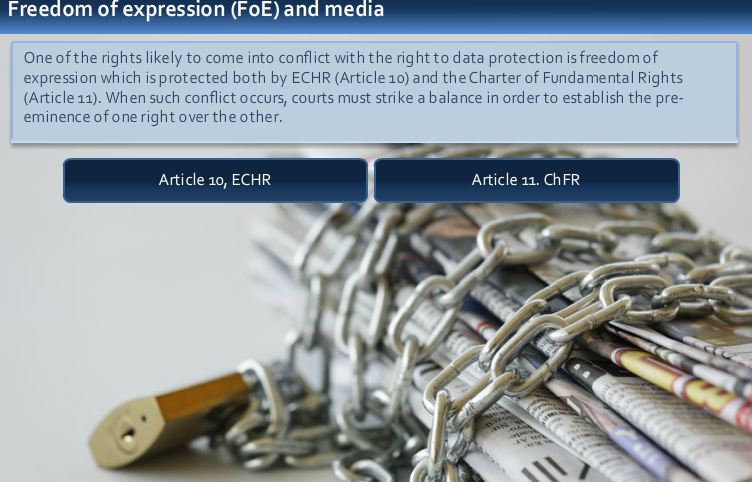 Freedom of expression (FoE) and media
One of the rights likely to come into conflict with the right to data protection is freedom of
expression which is protected both by ECHR (Article 10) and the Charter of Fundamental Rights
(Article 11). When such conflict occurs, courts must strike a balance in order to establish the pre-
eminence of one right over the other.
Article 10, ECHR
Article 11. ChFR